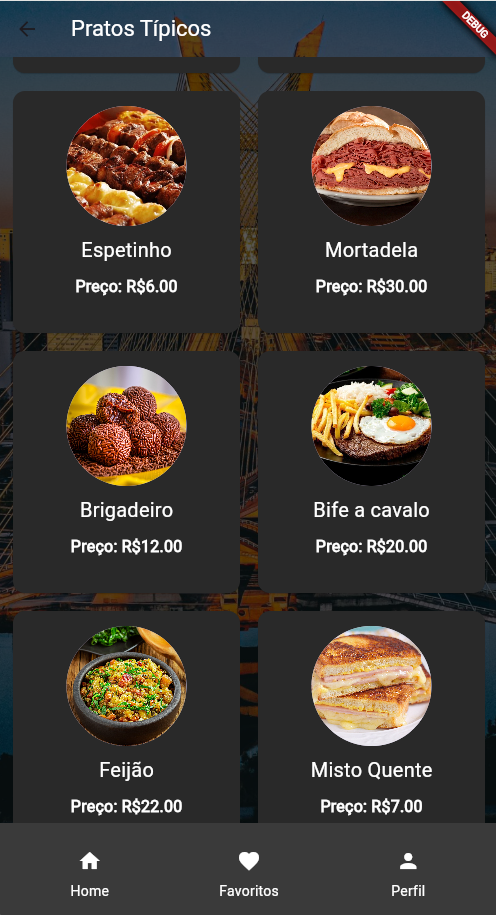 Pratos Típicos
DEBUG
Espetinho
Mortadela
Preço: R$6.00
Preço: R$30.00
Brigadeiro
Bife a cavalo
Preço: R$12.00
Preço: R$20.00
Feijão
Misto Quente
Preço: R$22.00
Preço: R$7.00
Home
Favoritos
Perfil